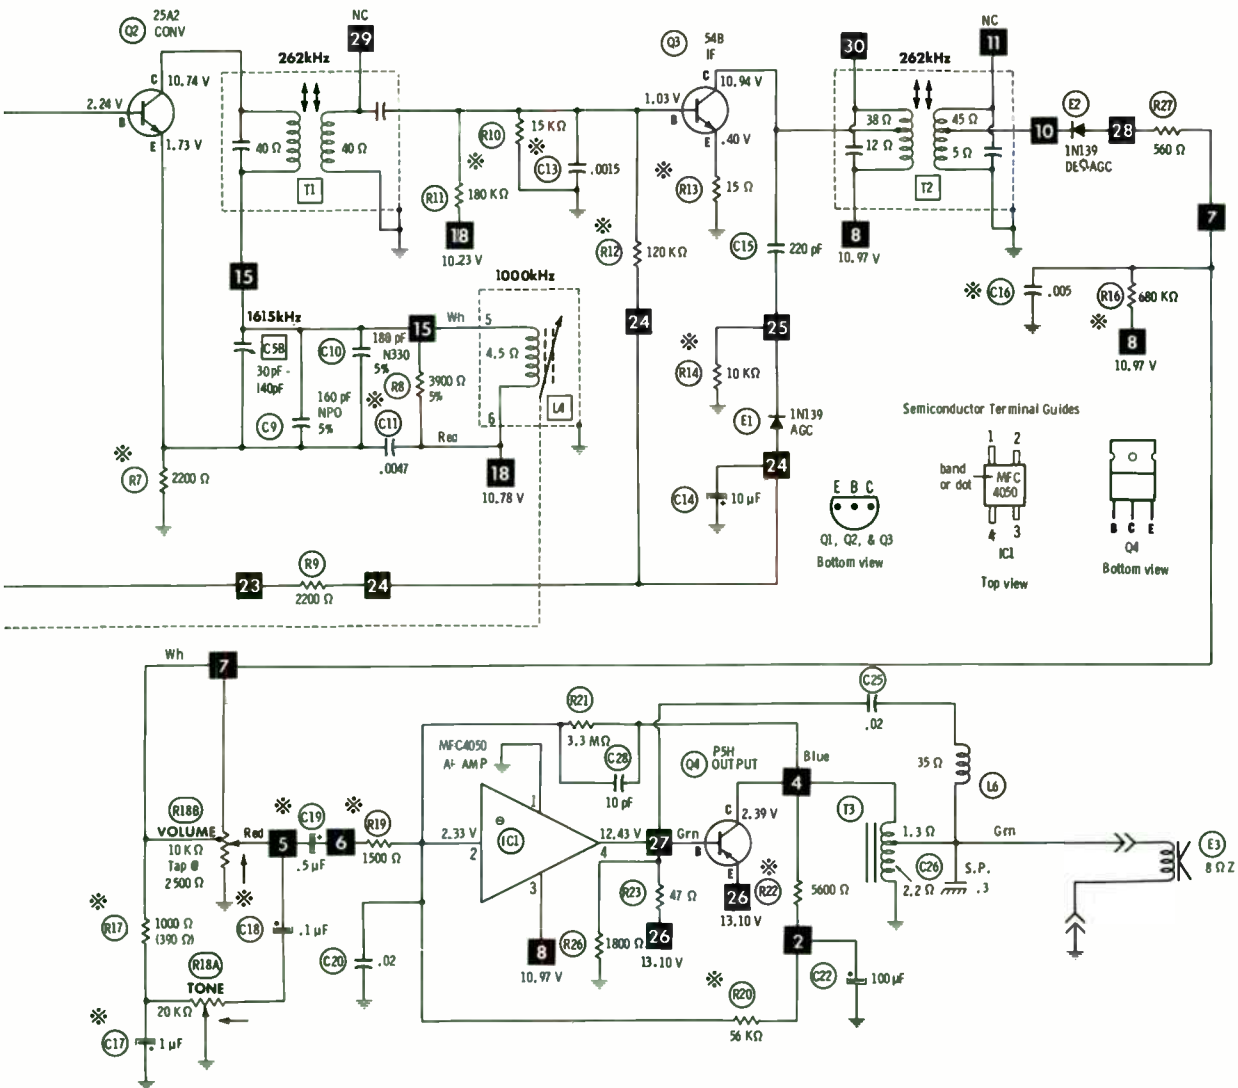 Q2
25A2
CONV
NC
29
262kHz
C
10.74 V
2.24 V
B
E
1.73 V
40 Ω
40 Ω
T1
R10
15 KΩ
C13
.0015
R11
180 KΩ
18
10.23 V
R12
120 KΩ
24
Q3
54B
IF
C
10.94 V
1.03 V
B
E
.40 V
R13
15 Ω
30
NC
11
262kHz
38 Ω
12 Ω
45 Ω
5 Ω
T2
8
10.97 V
10
E2
1N139
DET-AGC
28
R27
560 Ω
7
C15
220 pF
C16
.005
R16
680 KΩ
8
10.97 V
15
1615kHz
C5B
30 pF -
140pF
C10
180 pF
N330
5%
15
Wh
5
1000kHz
4.5 Ω
L4
6
C9
160 pF
NPO
5%
R8
3900 Ω
5%
C11
.0047
Red
18
10.78 V
R7
2200 Ω
25
R14
10 KΩ
E1
1N139
AGC
24
C14
10 µF
Semiconductor Terminal Guides
E B C
Q1, Q2, & Q3
Bottom view
1
2
band
or dot
MFC
4050
4
3
IC1
Top view
B
C
E
Q4
Bottom view
23
R9
2200 Ω
24
Wh
7
R21
3.3 MΩ
C28
10 pF
MFC4050
AF AMP
Q4
P5H
OUTPUT
Blue
4
C25
.02
35 Ω
L6
R18B
VOLUME
10 KΩ
Tap @
2500 Ω
Red
5
C19
.5 µF
6
R19
1500 Ω
2.33 V
2
1
IC1
3
12.43 V
4
27
Grn
B
C
2.39 V
E
26
13.10 V
R22
5600 Ω
T3
1.3 Ω
2.2 Ω
C26
S.P.
.3
Grn
E3
8 Ω Z
R17
1000 Ω
(390 Ω)
C18
.1 µF
R18A
TONE
20 KΩ
C17
1 µF
C20
.02
8
10.97 V
R26
1800 Ω
R23
47 Ω
26
13.10 V
2
C22
100 µF
R20
56 KΩ